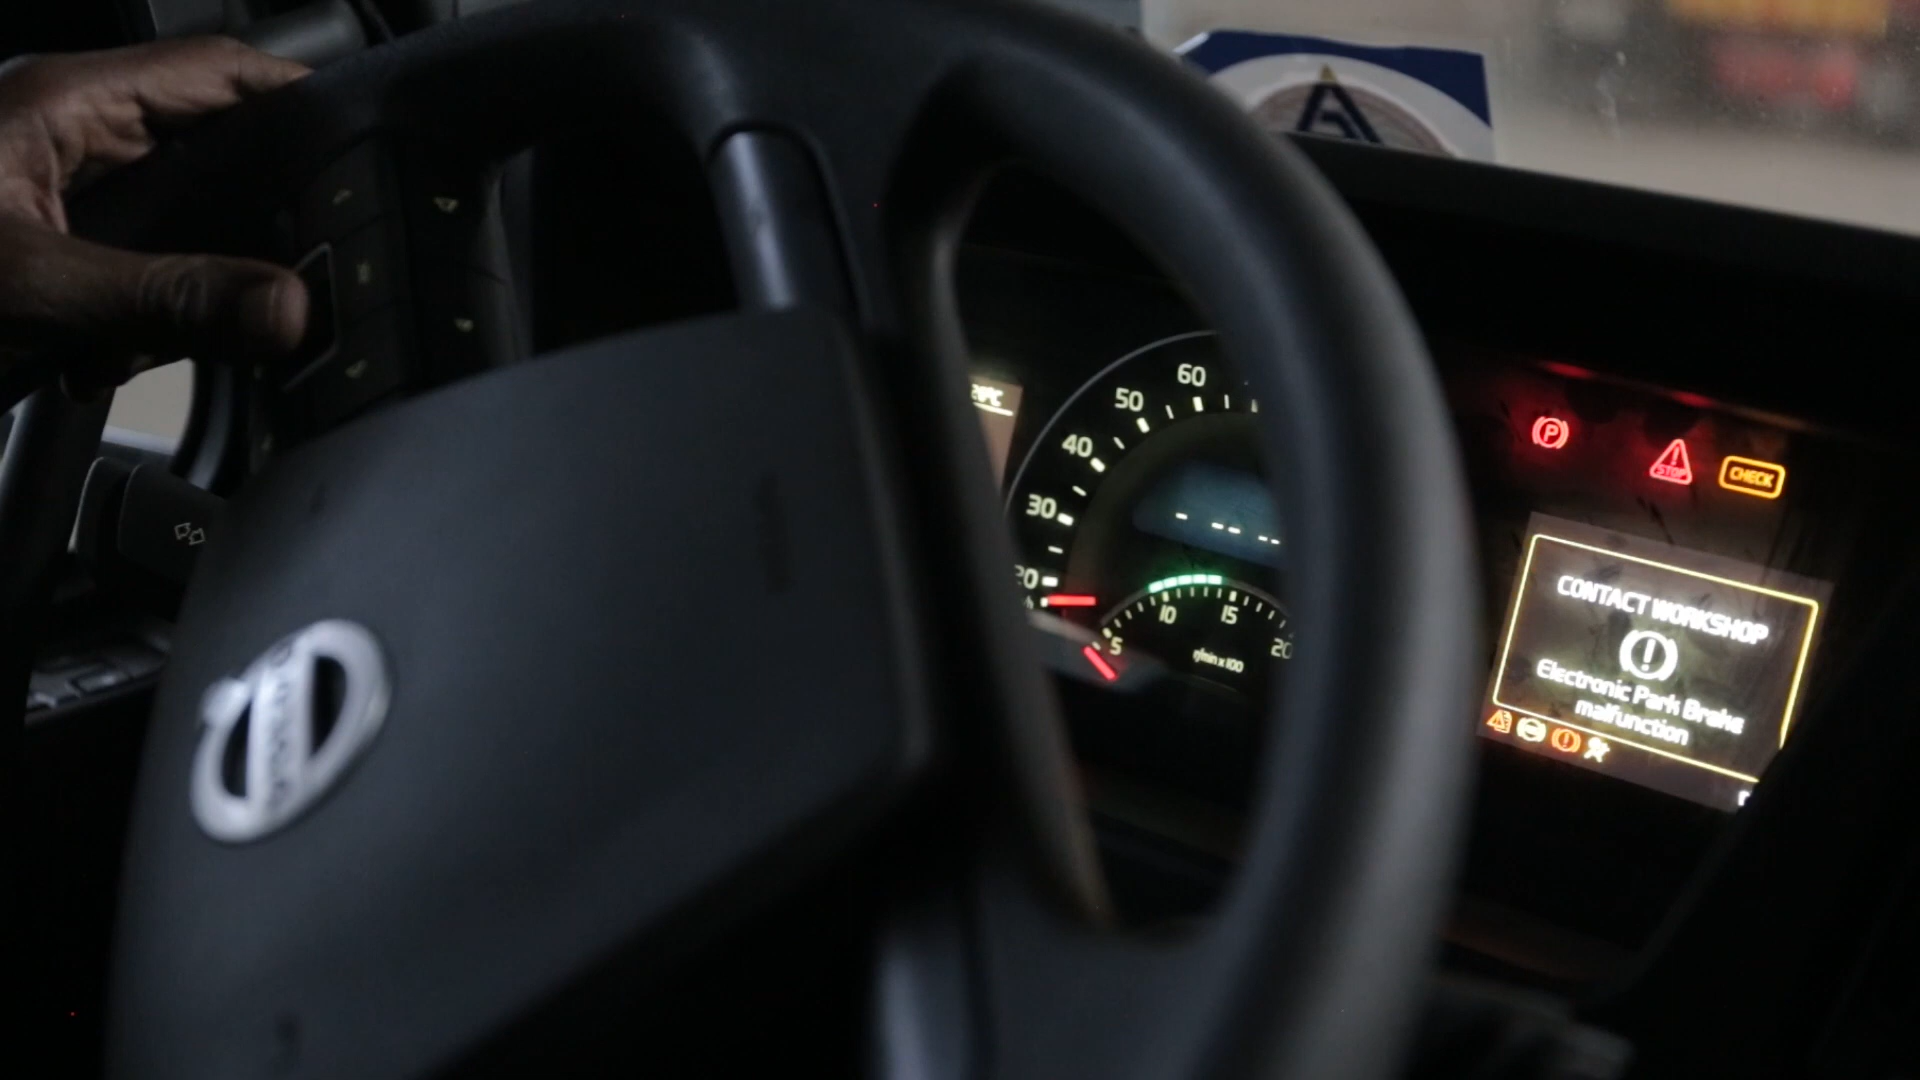 60
50
40
30
20
10
15
5
20
r/min x 100
P
STOP
CHECK
CONTACT WORKSHOP
Electronic Park Brake
malfunction
VOLVO